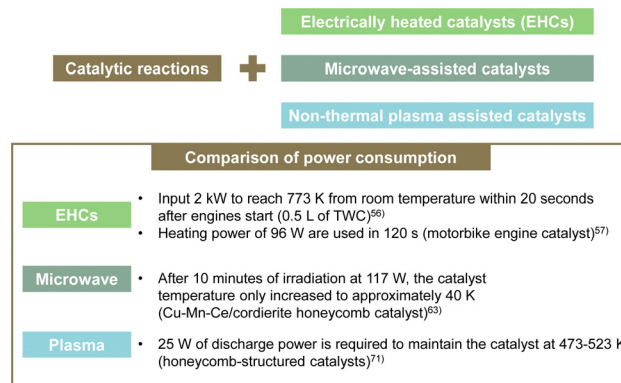 Electrically heated catalysts (EHCs)
Catalytic reactions
Microwave-assisted catalysts
Non-thermal plasma assisted catalysts
Comparison of power consumption
EHCs
• Input 2 kW to reach 773 K from room temperature within 20 seconds
after engines start (0.5 L of TWC)⁵⁶⁾
• Heating power of 96 W are used in 120 s (motorbike engine catalyst)⁵⁷⁾
Microwave
• After 10 minutes of irradiation at 117 W, the catalyst
temperature only increased to approximately 40 K
(Cu-Mn-Ce/cordierite honeycomb catalyst)⁶³⁾
Plasma
• 25 W of discharge power is required to maintain the catalyst at 473-523 K
(honeycomb-structured catalysts)⁷¹⁾